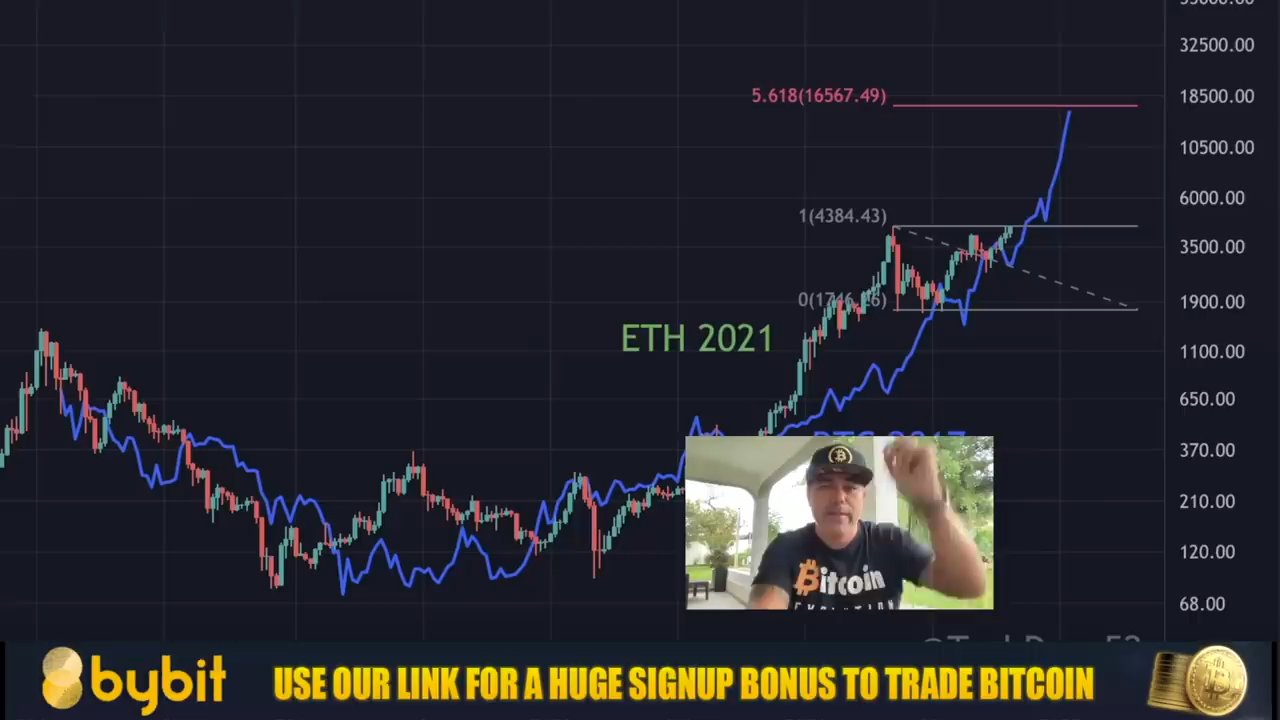 32500.00
5.618(16567.49)
18500.00
10500.00
6000.00
1(4384.43)
3500.00
1900.00
ETH 2021
1100.00
650.00
BTC 2017
370.00
210.00
120.00
Bitcoin
68.00
bybit
USE OUR LINK FOR A HUGE SIGNUP BONUS TO TRADE BITCOIN